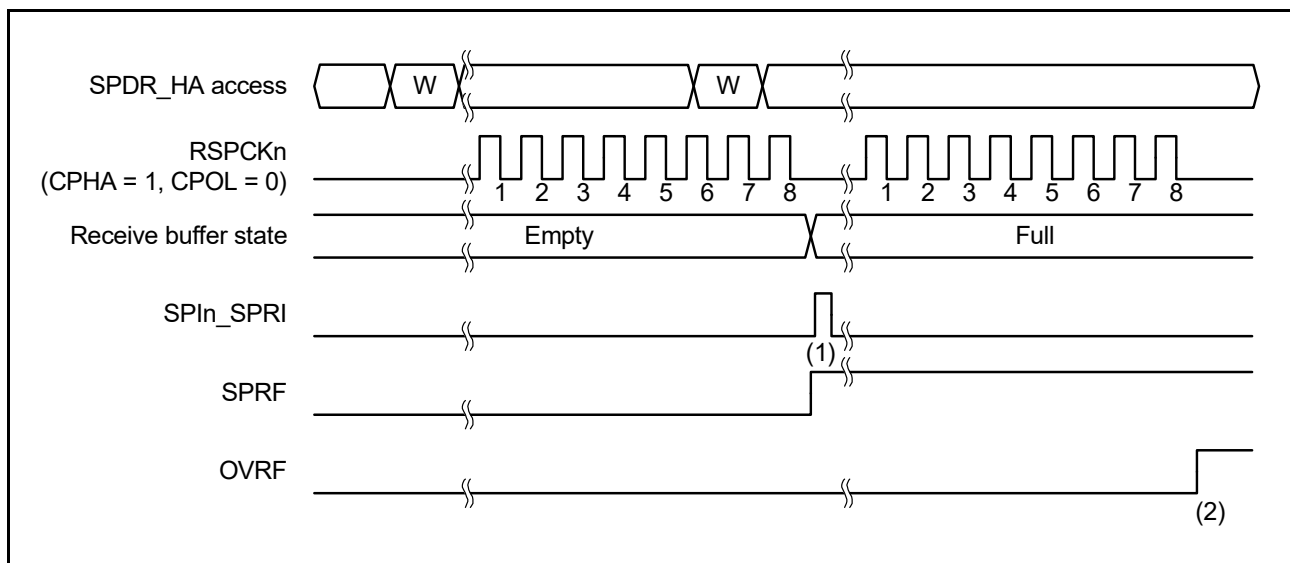 SPDR_HA access
W
W
RSPCKn
(CPHA = 1, CPOL = 0)
1 2 3 4 5 6 7 8
1 2 3 4 5 6 7 8
Receive buffer state
Empty
Full
SPIn_SPRI
(1)
SPRF
OVRF
(2)